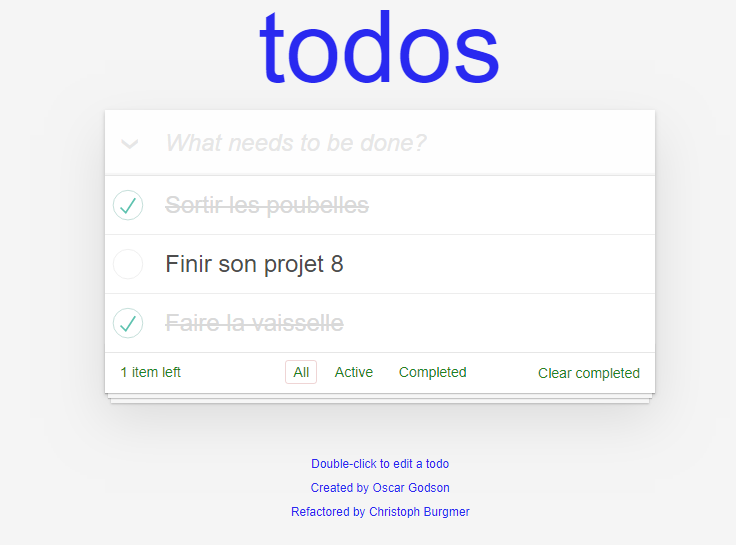 todos
What needs to be done?
Sortir les poubelles
Finir son projet 8
Faire la vaisselle
1 item left All Active Completed Clear completed
Double-click to edit a todo
Created by Oscar Godson
Refactored by Christoph Burgmer